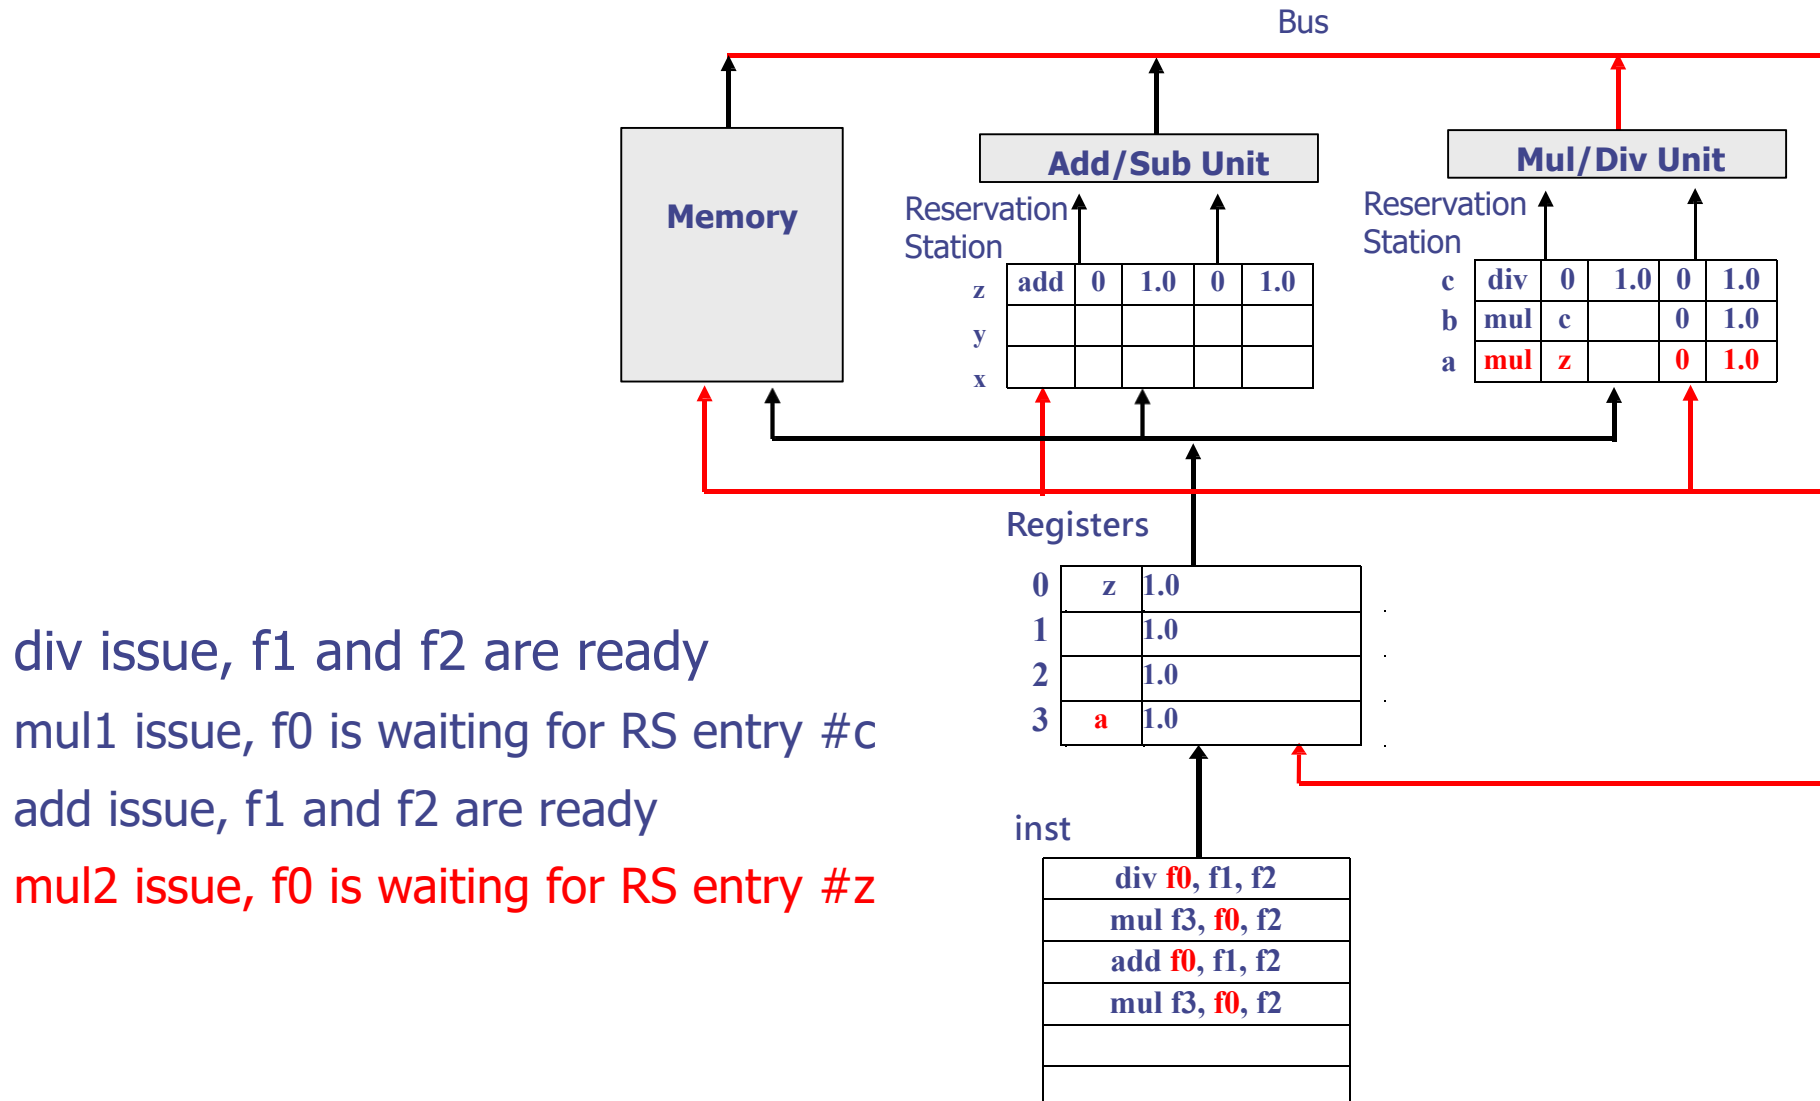 Bus
Memory
Add/Sub Unit
Mul/Div Unit
Reservation
Station
Reservation
Station
z add 0 1.0 0 1.0
y
x
c div 0 1.0 0 1.0
b mul c 0 1.0
a mul z 0 1.0
Registers
0 z 1.0
1 1.0
2 1.0
3 a 1.0
div issue, f1 and f2 are ready
mul1 issue, f0 is waiting for RS entry #c
add issue, f1 and f2 are ready
mul2 issue, f0 is waiting for RS entry #z
inst
div f0, f1, f2
mul f3, f0, f2
add f0, f1, f2
mul f3, f0, f2